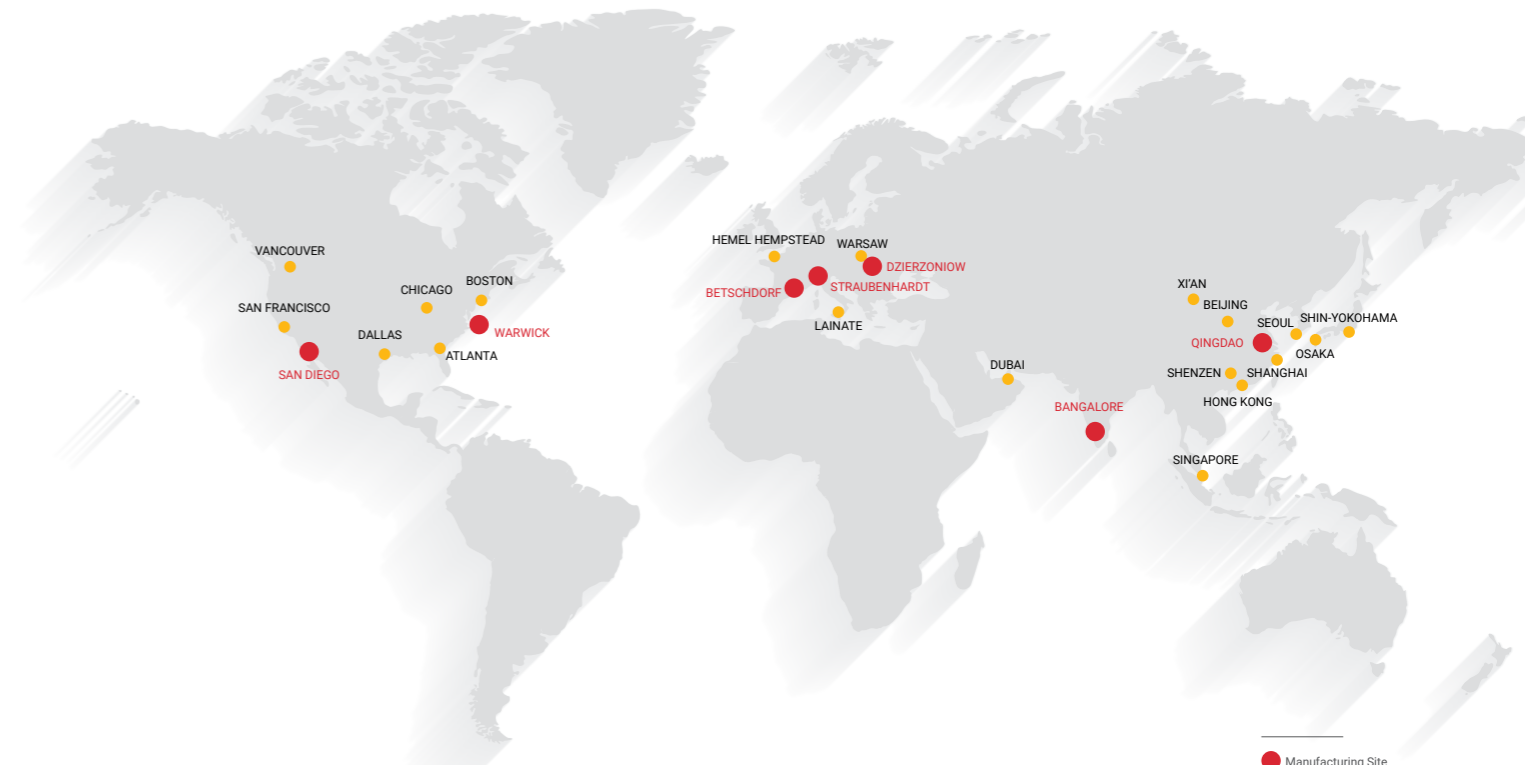 VANCOUVER
SAN FRANCISCO
SAN DIEGO
CHICAGO
BOSTON
DALLAS
WARWICK
ATLANTA
HEMEL HEMPSTEAD
WARSAW
DZIERZONIOW
BETSCHDORF
STRAUBENHARDT
LAINATE
DUBAI
BANGALORE
XI'AN
BEIJING
SEOUL
SHIN-YOKOHAMA
QINGDAO
OSAKA
SHENZEN
SHANGHAI
HONG KONG
SINGAPORE
Manufacturing Site